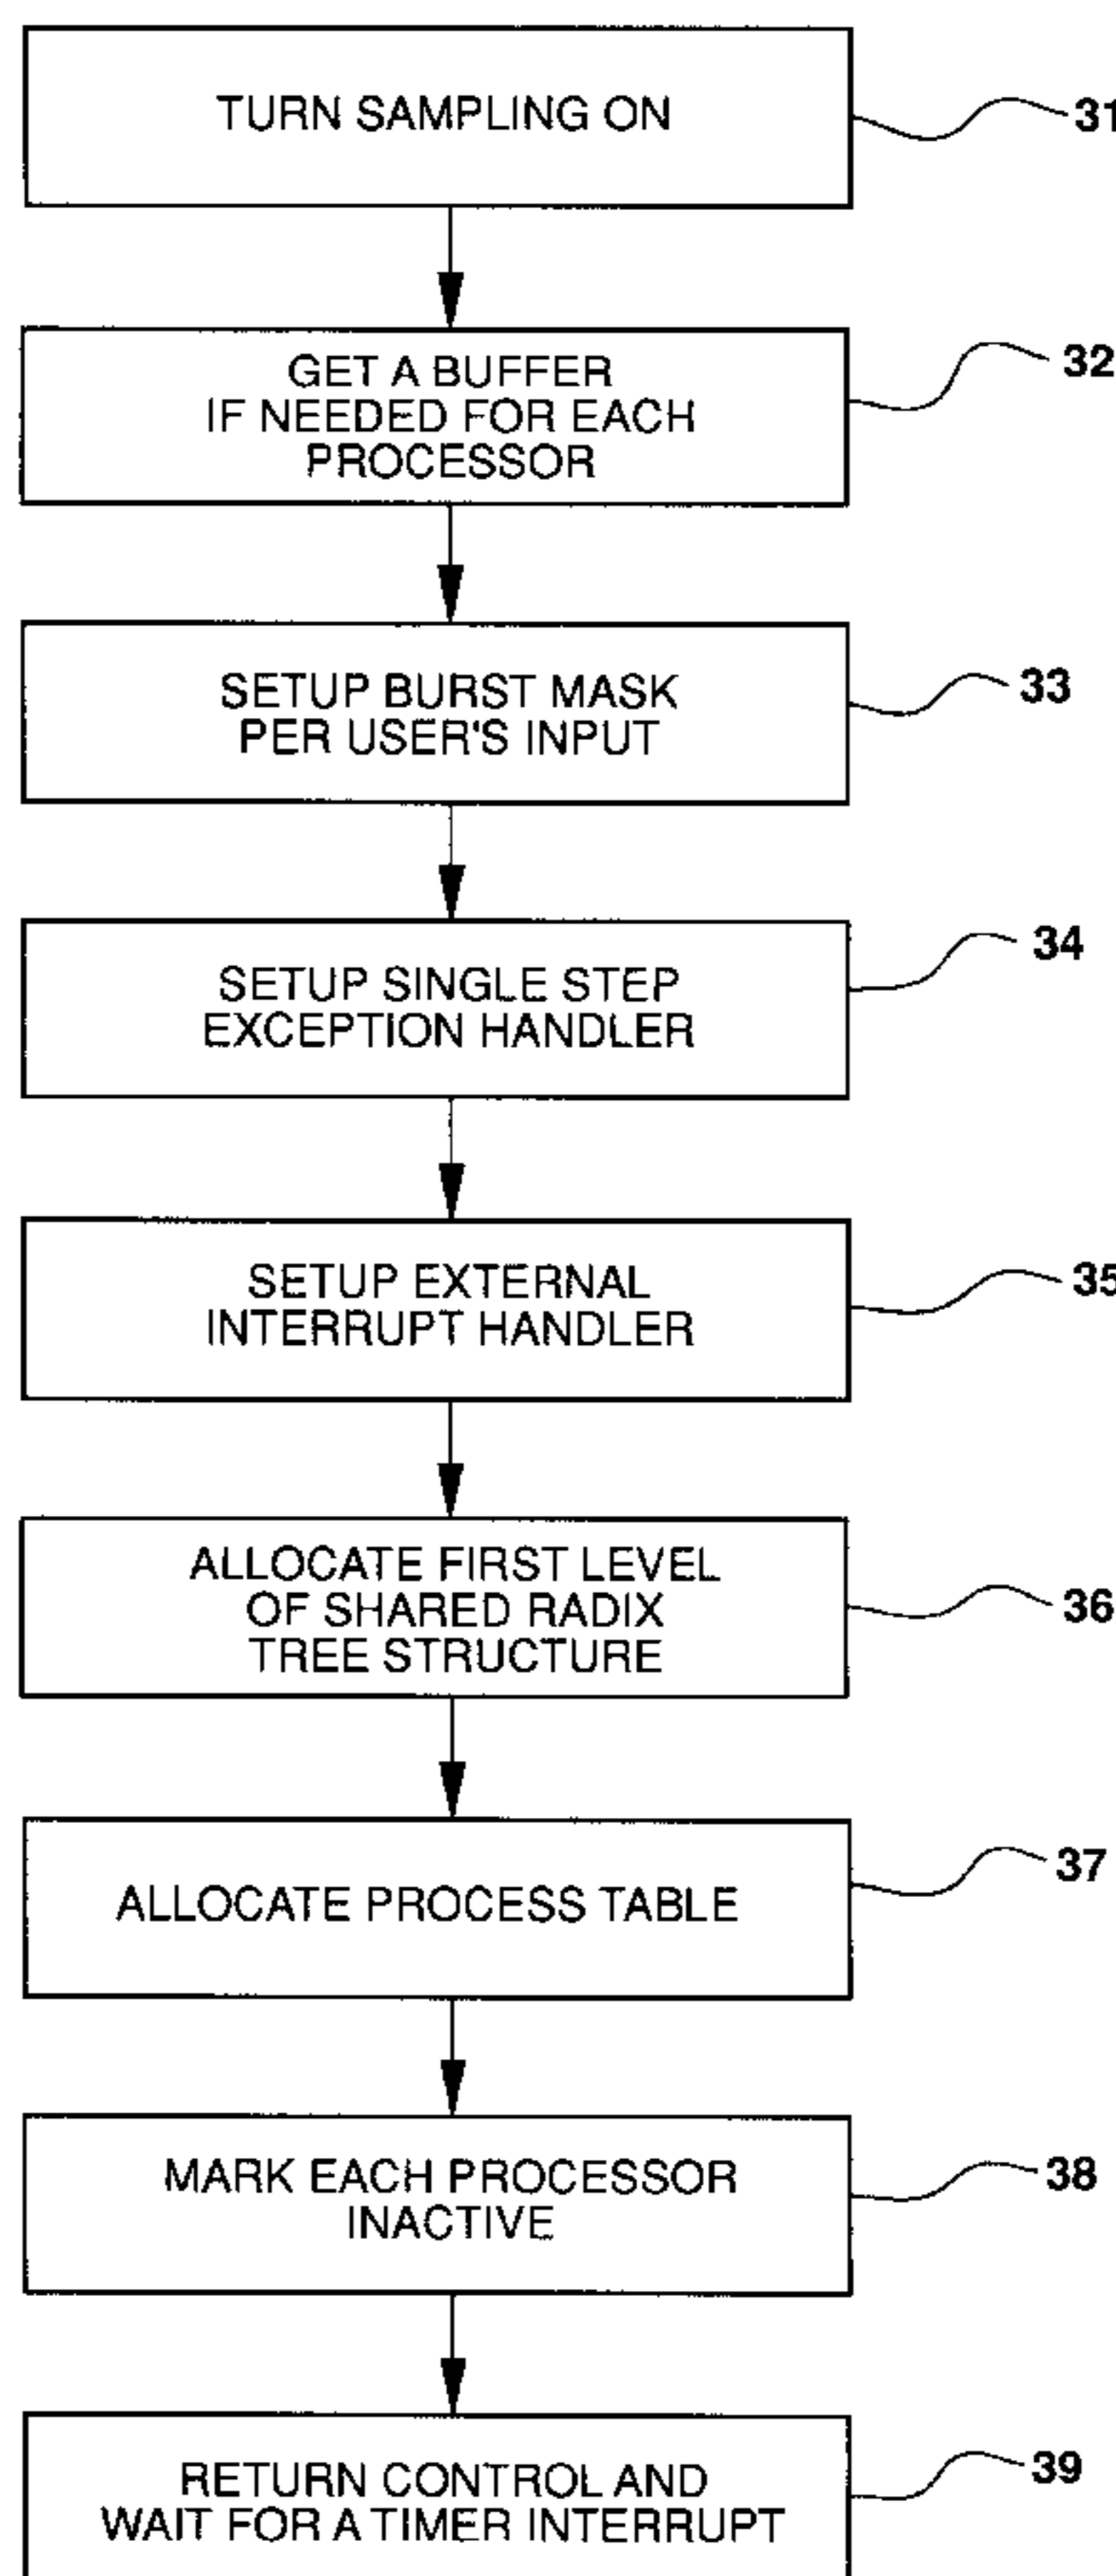 TURN SAMPLING ON
31
GET A BUFFER
IF NEEDED FOR EACH
PROCESSOR
32
SETUP BURST MASK
PER USER'S INPUT
33
SETUP SINGLE STEP
EXCEPTION HANDLER
34
SETUP EXTERNAL
INTERRUPT HANDLER
35
ALLOCATE FIRST LEVEL
OF SHARED RADIX
TREE STRUCTURE
36
ALLOCATE PROCESS TABLE
37
MARK EACH PROCESSOR
INACTIVE
38
RETURN CONTROL AND
WAIT FOR A TIMER INTERRUPT
39